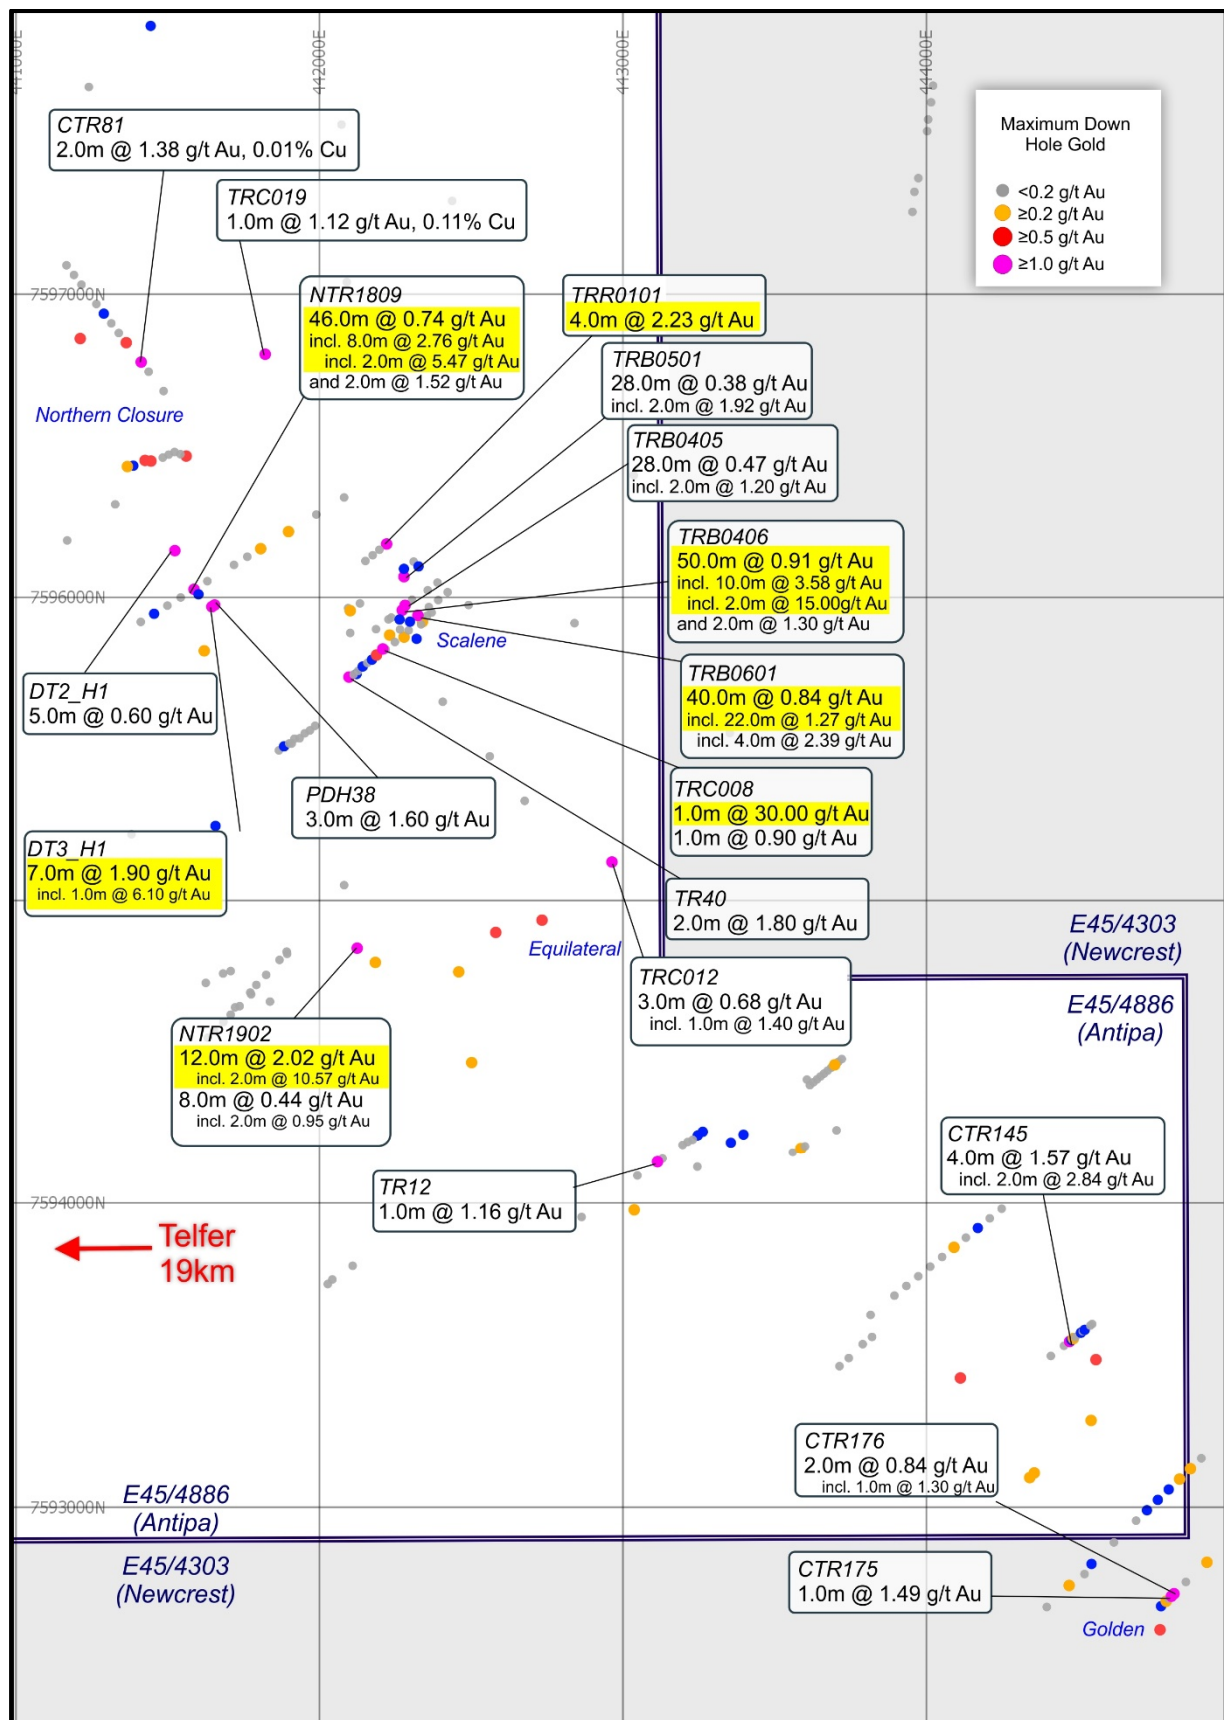 441000E
442000E
443000E
444000E
Maximum Down
Hole Gold
<0.2 g/t Au
≥0.2 g/t Au
≥0.5 g/t Au
≥1.0 g/t Au
CTR81
2.0m @ 1.38 g/t Au, 0.01% Cu
TRC019
1.0m @ 1.12 g/t Au, 0.11% Cu
7597000N
NTR1809
46.0m @ 0.74 g/t Au
incl. 8.0m @ 2.76 g/t Au
incl. 2.0m @ 5.47 g/t Au
and 2.0m @ 1.52 g/t Au
TRR0101
4.0m @ 2.23 g/t Au
TRB0501
28.0m @ 0.38 g/t Au
incl. 2.0m @ 1.92 g/t Au
Northern Closure
TRB0405
28.0m @ 0.47 g/t Au
incl. 2.0m @ 1.20 g/t Au
TRB0406
50.0m @ 0.91 g/t Au
incl. 10.0m @ 3.58 g/t Au
incl. 2.0m @ 15.00g/t Au
and 2.0m @ 1.30 g/t Au
7596000N
Scalene
TRB0601
40.0m @ 0.84 g/t Au
incl. 22.0m @ 1.27 g/t Au
incl. 4.0m @ 2.39 g/t Au
DT2_H1
5.0m @ 0.60 g/t Au
PDH38
3.0m @ 1.60 g/t Au
TRC008
1.0m @ 30.00 g/t Au
1.0m @ 0.90 g/t Au
DT3_H1
7.0m @ 1.90 g/t Au
incl. 1.0m @ 6.10 g/t Au
TR40
2.0m @ 1.80 g/t Au
Equilateral
E45/4303
(Newcrest)
TRC012
3.0m @ 0.68 g/t Au
incl. 1.0m @ 1.40 g/t Au
E45/4886
(Antipa)
NTR1902
12.0m @ 2.02 g/t Au
incl. 2.0m @ 10.57 g/t Au
8.0m @ 0.44 g/t Au
incl. 2.0m @ 0.95 g/t Au
CTR145
4.0m @ 1.57 g/t Au
incl. 2.0m @ 2.84 g/t Au
TR12
1.0m @ 1.16 g/t Au
7594000N
Telfer
19km
CTR176
2.0m @ 0.84 g/t Au
incl. 1.0m @ 1.30 g/t Au
E45/4886
(Antipa)
7593000N
E45/4303
(Newcrest)
CTR175
1.0m @ 1.49 g/t Au
Golden